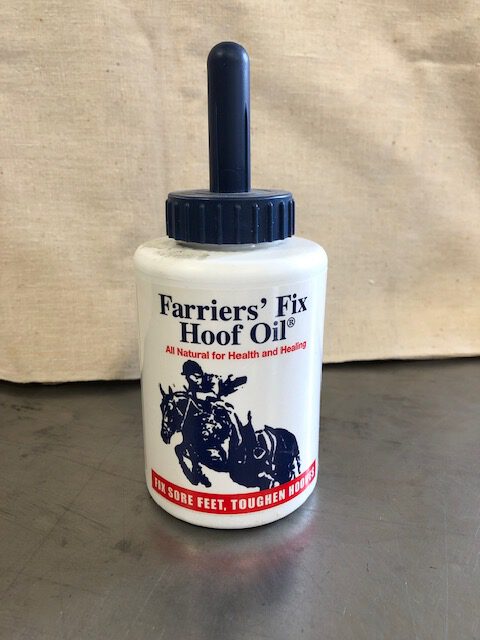 Farriers' Fix
Hoof Oil®
All Natural for Health and Healing
FIX SORE FEET, TOUGHEN HOOVES